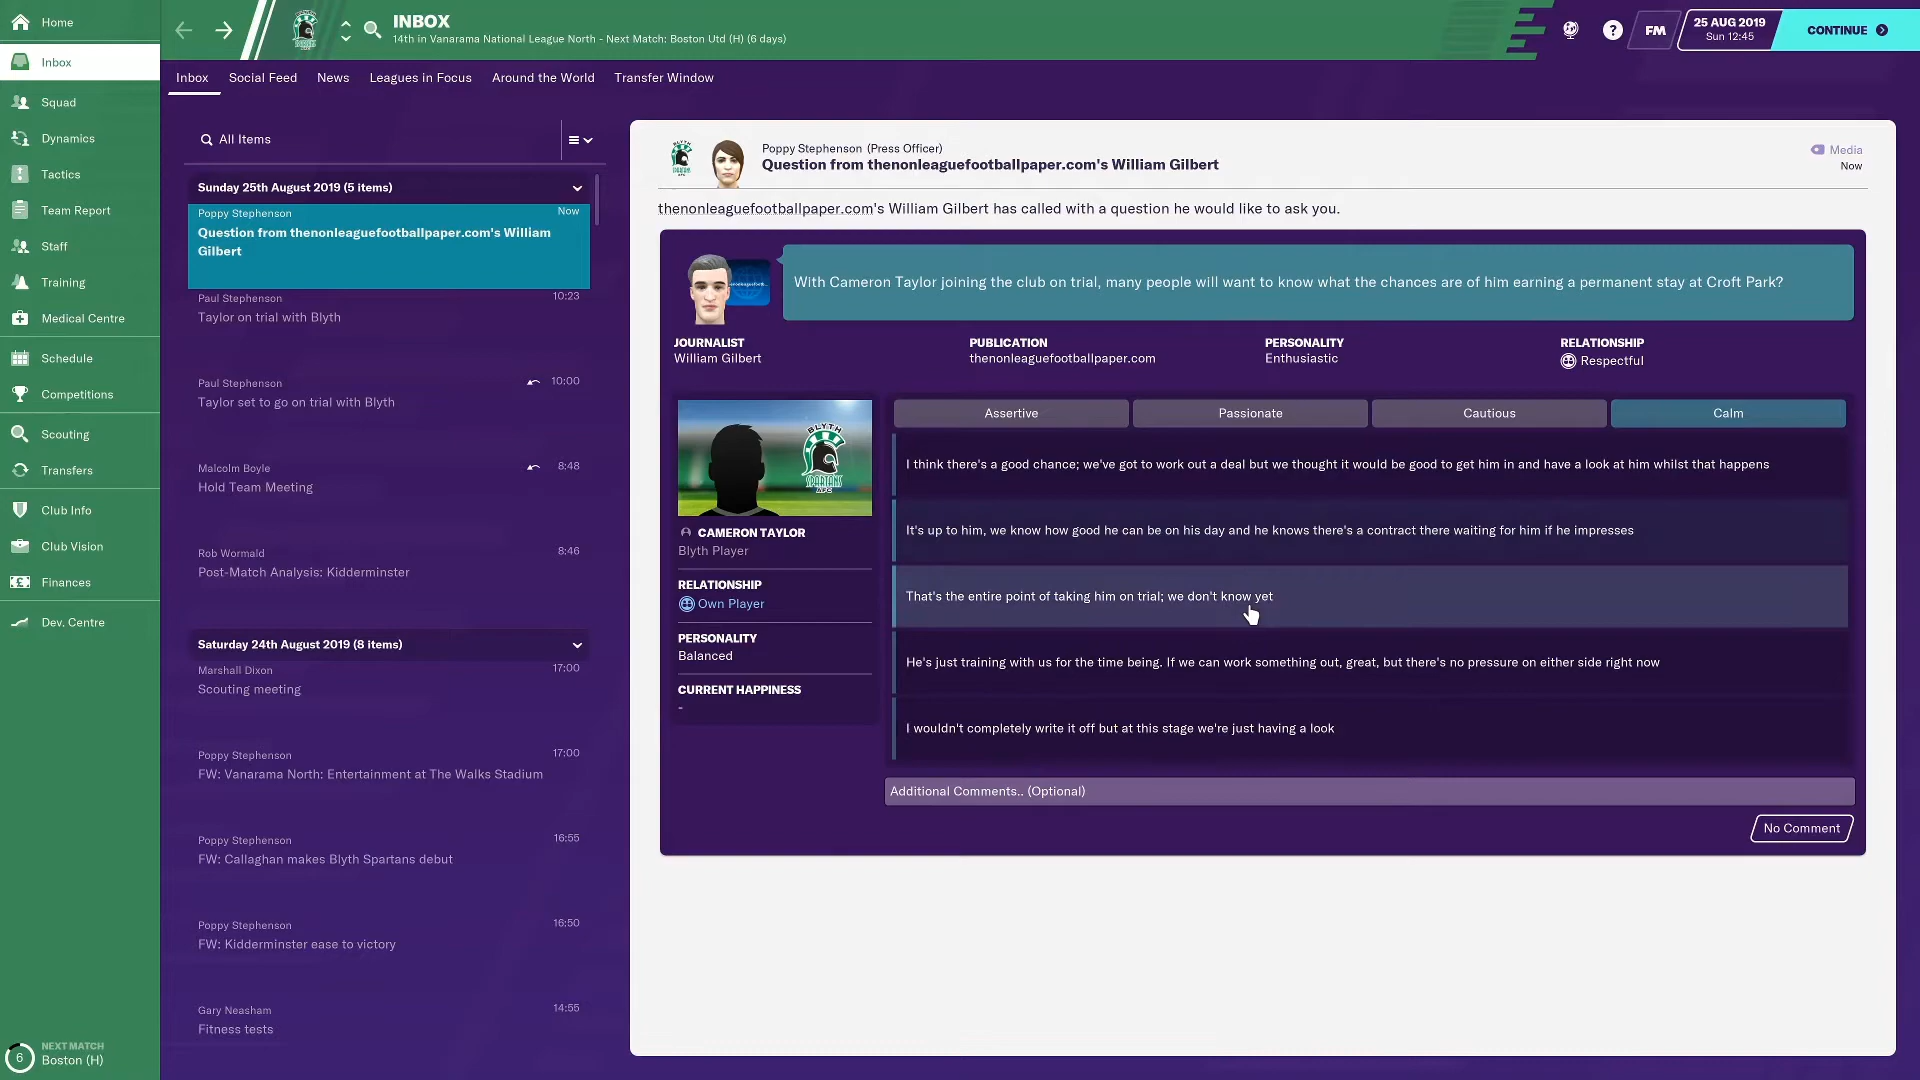 Home
Inbox
Squad
Dynamics
Tactics
Team Report
Staff
Training
Medical Centre
Schedule
Competitions
Scouting
Transfers
Club Info
Club Vision
Finances
Dev. Centre
6
NEXT MATCH
Boston (H)
INBOX
14th in Vanarama National League North - Next Match: Boston Utd (H) (6 days)
?
FM
25 AUG 2019
Sun 12:45
CONTINUE
Inbox Social Feed News Leagues in Focus Around the World Transfer Window
All Items
Sunday 25th August 2019 (5 items)
Poppy Stephenson Now
Question from thenonleaguefootballpaper.com's William
Gilbert
Paul Stephenson 10:23
Taylor on trial with Blyth
Paul Stephenson 10:00
Taylor set to go on trial with Blyth
Malcolm Boyle 8:48
Hold Team Meeting
Rob Wormald 8:46
Post-Match Analysis: Kidderminster
Saturday 24th August 2019 (8 items)
Marshall Dixon 17:00
Scouting meeting
Poppy Stephenson 17:00
FW: Vanarama North: Entertainment at The Walks Stadium
Poppy Stephenson 16:55
FW: Callaghan makes Blyth Spartans debut
Poppy Stephenson 16:50
FW: Kidderminster ease to victory
Gary Neasham 14:55
Fitness tests
Poppy Stephenson (Press Officer)
Question from thenonleaguefootballpaper.com's William Gilbert
Media
Now
thenonleaguefootballpaper.com's William Gilbert has called with a question he would like to ask you.
With Cameron Taylor joining the club on trial, many people will want to know what the chances are of him earning a permanent stay at Croft Park?
JOURNALIST PUBLICATION PERSONALITY RELATIONSHIP
William Gilbert thenonleaguefootballpaper.com Enthusiastic Respectful
BLYTH
SPARTANS
AFC
CAMERON TAYLOR
Blyth Player
RELATIONSHIP
Own Player
PERSONALITY
Balanced
CURRENT HAPPINESS
-
Assertive Passionate Cautious Calm
I think there's a good chance; we've got to work out a deal but we thought it would be good to get him in and have a look at him whilst that happens
It's up to him, we know how good he can be on his day and he knows there's a contract there waiting for him if he impresses
That's the entire point of taking him on trial; we don't know yet
He's just training with us for the time being. If we can work something out, great, but there's no pressure on either side right now
I wouldn't completely write it off but at this stage we're just having a look
Additional Comments.. (Optional)
No Comment